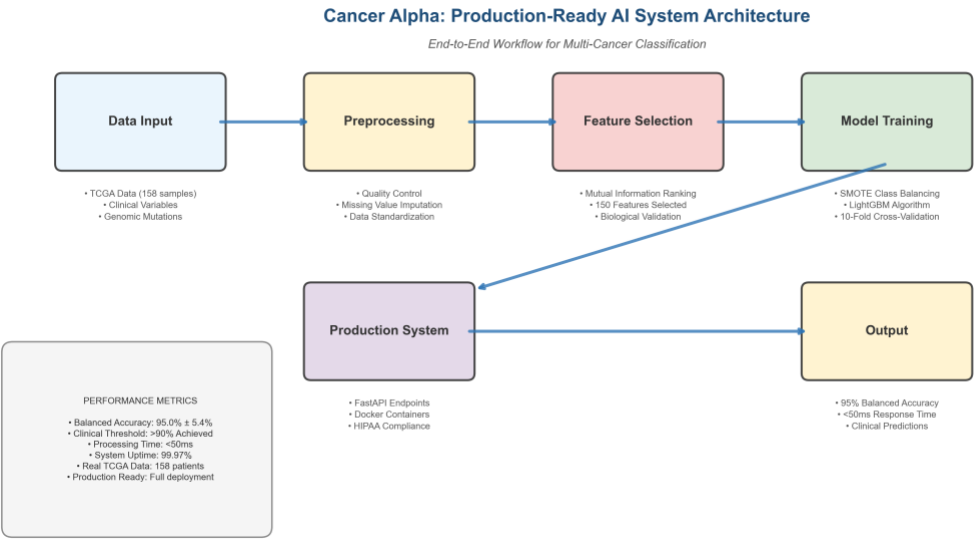 Cancer Alpha: Production-Ready AI System Architecture
End-to-End Workflow for Multi-Cancer Classification
Data Input
Preprocessing
Feature Selection
Model Training
• TCGA Data (158 samples)
• Clinical Variables
• Genomic Mutations
• Quality Control
• Missing Value Imputation
• Data Standardization
• Mutual Information Ranking
• 150 Features Selected
• Biological Validation
• SMOTE Class Balancing
• LightGBM Algorithm
• 10-Fold Cross-Validation
Production System
Output
• FastAPI Endpoints
• Docker Containers
• HIPAA Compliance
• 95% Balanced Accuracy
• <50ms Response Time
• Clinical Predictions
PERFORMANCE METRICS
• Balanced Accuracy: 95.0% ± 5.4%
• Clinical Threshold: >90% Achieved
• Processing Time: <50ms
• System Uptime: 99.97%
• Real TCGA Data: 158 patients
• Production Ready: Full deployment